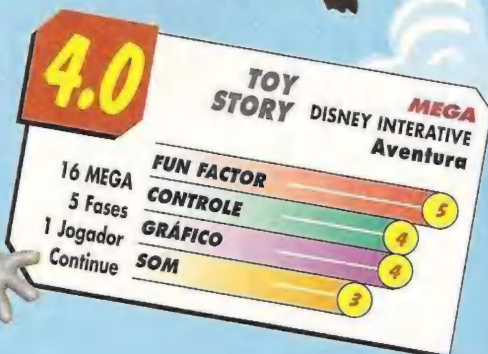 4.0
TOY
STORY
MEGA
DISNEY INTERATIVE
Aventura
16 MEGA
5 Fases
1 Jogador
Continue
FUN FACTOR 5
CONTROLE 4
GRÁFICO 4
SOM 3